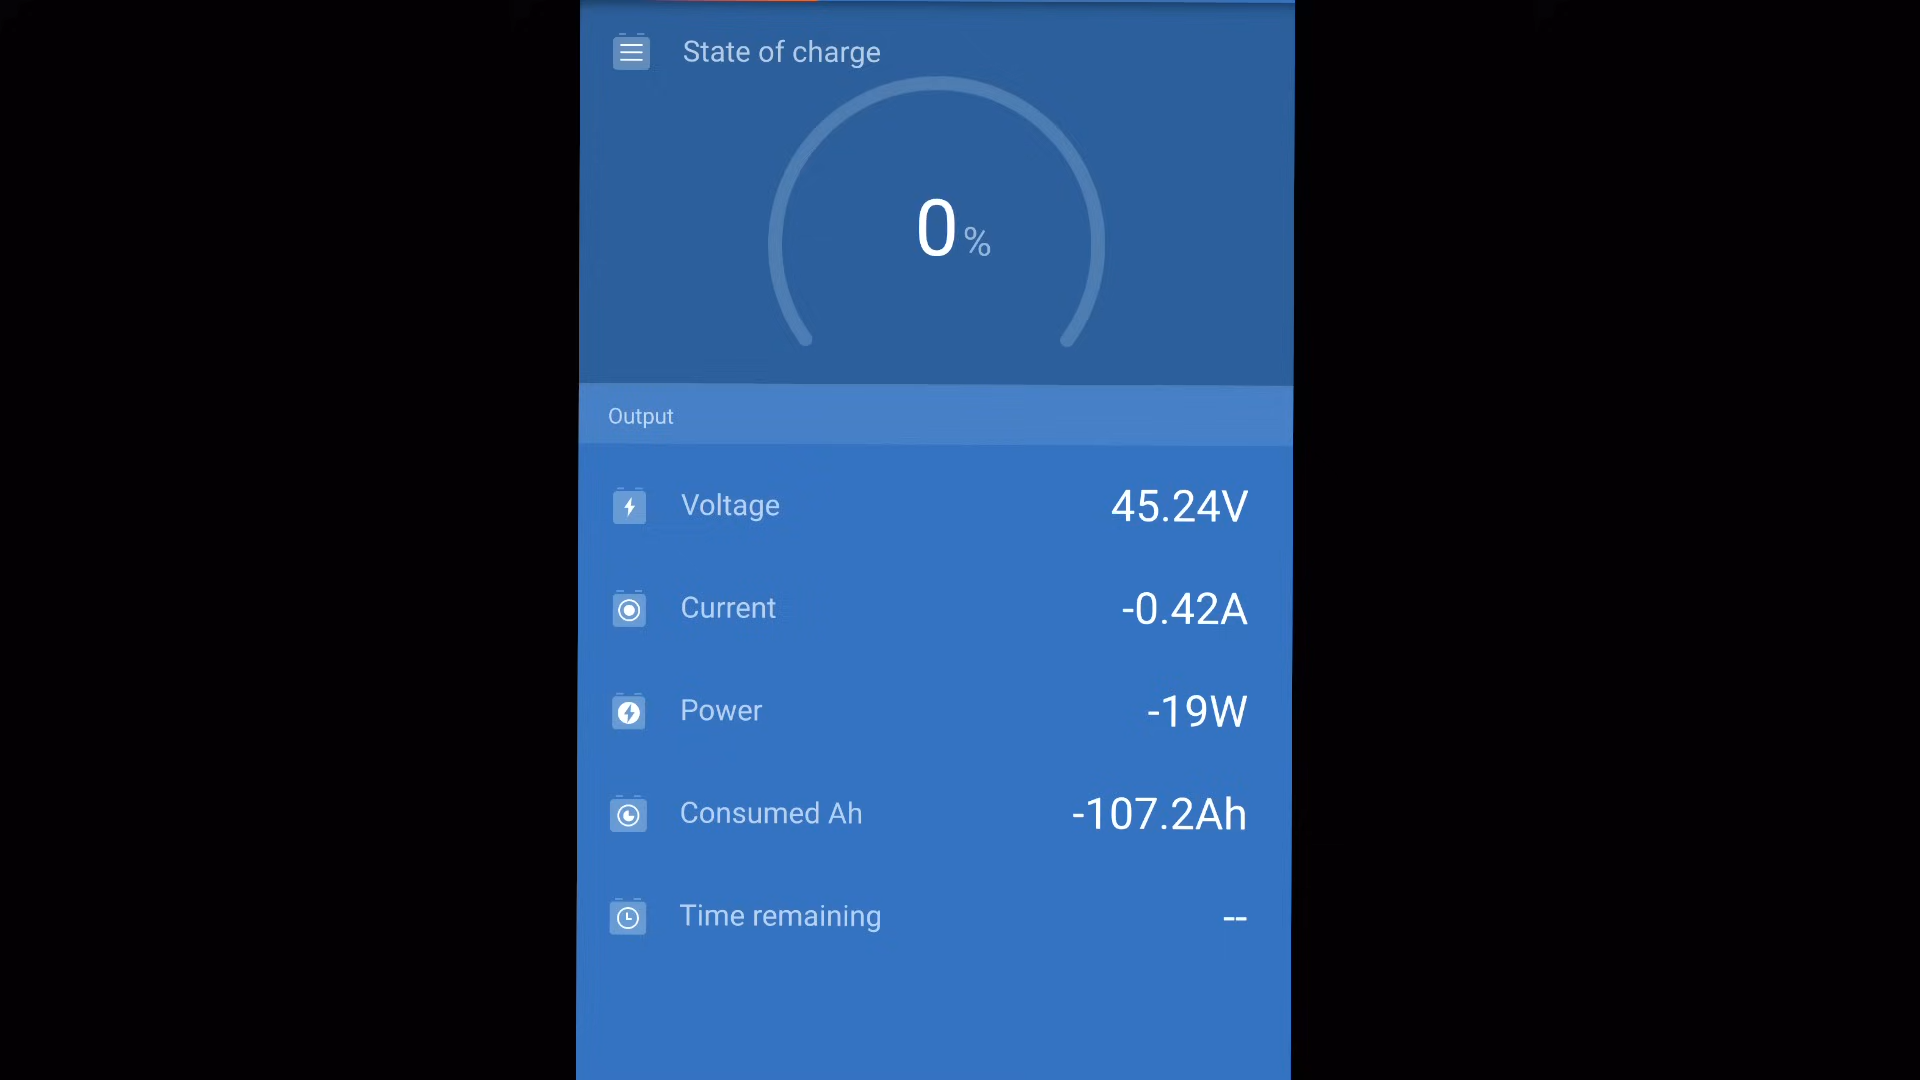 State of charge
0%
Output
Voltage 45.24V
Current -0.42A
Power -19W
Consumed Ah -107.2Ah
Time remaining --